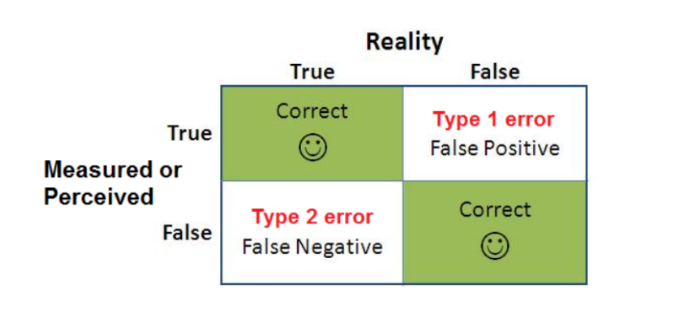 Reality
True False
Correct
Type 1 error
False Positive
True
Measured or
Perceived
False
Type 2 error
False Negative
Correct